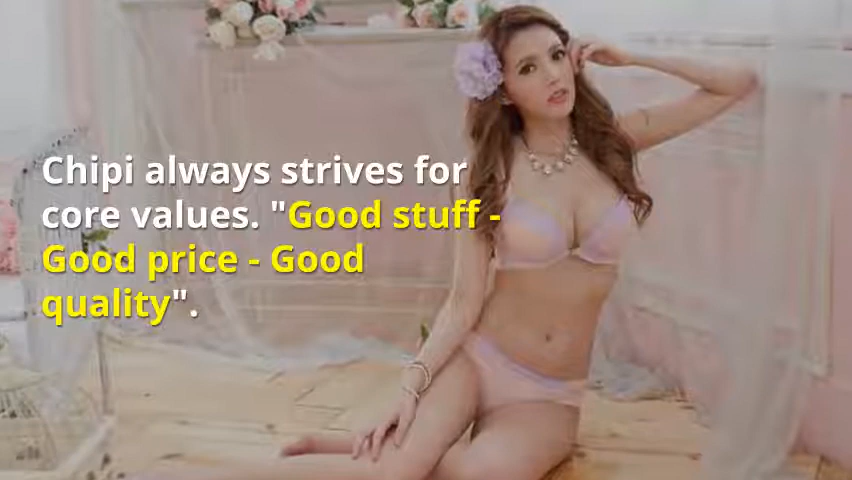 Chipi always strives for
core values. "Good stuff -
Good price - Good
quality".